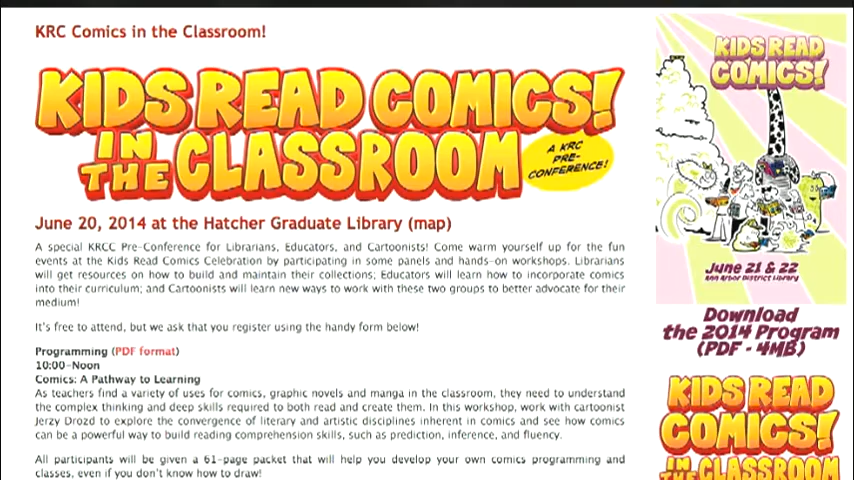 KRC Comics in the Classroom!
KIDS READ COMICS!
IN THE CLASSROOM
A KRC
PRE-
CONFERENCE!
June 20, 2014 at the Hatcher Graduate Library (map)
A special KRCC Pre-Conference for Librarians, Educators, and Cartoonists! Come warm yourself up for the fun
events at the Kids Read Comics Celebration by participating in some panels and hands-on workshops. Librarians
will get resources on how to build and maintain their collections; Educators will learn how to incorporate comics
into their curriculum; and Cartoonists will learn new ways to work with these two groups to better advocate for their
medium!
It's free to attend, but we ask that you register using the handy form below!
Programming (PDF format)
10:00-Noon
Comics: A Pathway to Learning
As teachers find a variety of uses for comics, graphic novels and manga in the classroom, they need to understand
the complex thinking and deep skills required to both read and create them. In this workshop, work with cartoonist
Jerzy Drozd to explore the convergence of literary and artistic disciplines inherent in comics and see how comics
can be a powerful way to build reading comprehension skills, such as prediction, inference, and fluency.
All participants will be given a 61-page packet that will help you develop your own comics programming and
classes, even if you don't know how to draw!
KIDS READ
COMICS!
June 21 & 22
Ann Arbor District Library
Download
the 2014 Program
(PDF - 4MB)
KIDS READ
COMICS!
IN THE CLASSROOM